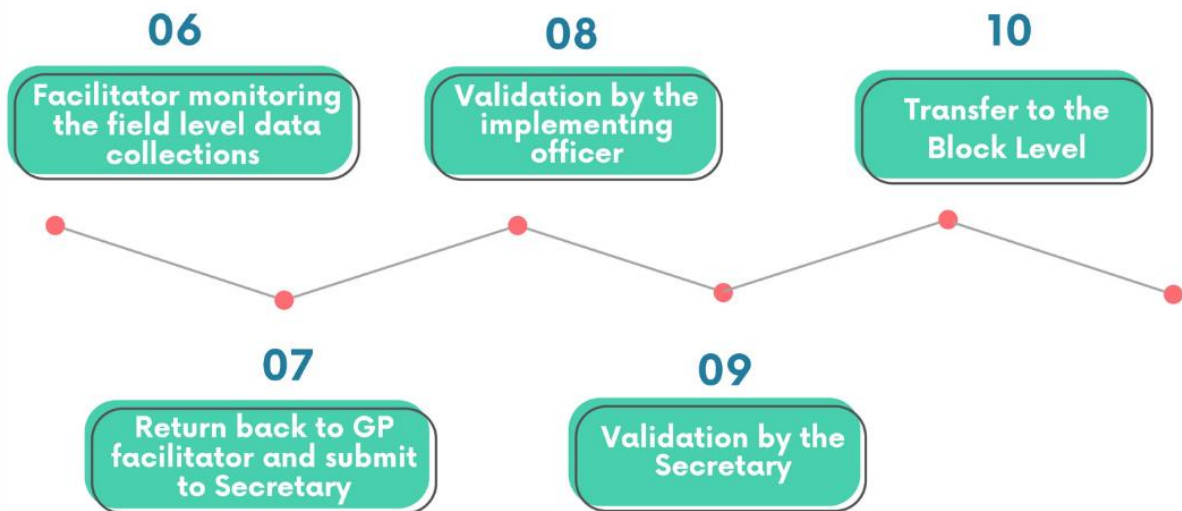 06
Facilitator monitoring
the field level data
collections
07
Return back to GP
facilitator and submit
to Secretary
08
Validation by the
implementing
officer
09
Validation by the
Secretary
10
Transfer to the
Block Level